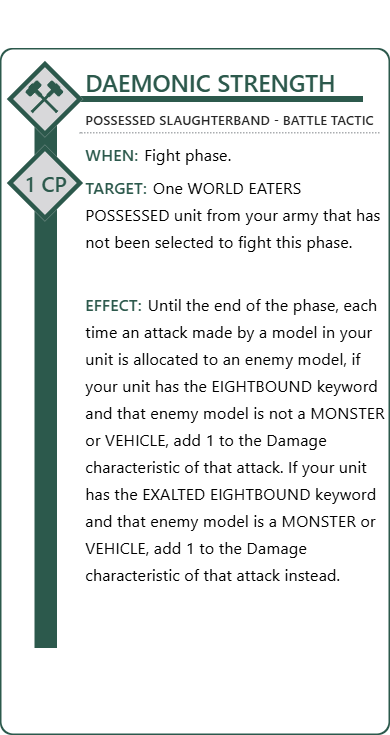 DAEMONIC STRENGTH
POSSESSED SLAUGHTERBAND - BATTLE TACTIC
WHEN: Fight phase.
1 CP
TARGET: One WORLD EATERS
POSSESSED unit from your army that has
not been selected to fight this phase.
EFFECT: Until the end of the phase, each
time an attack made by a model in your
unit is allocated to an enemy model, if
your unit has the EIGHTBOUND keyword
and that enemy model is not a MONSTER
or VEHICLE, add 1 to the Damage
characteristic of that attack. If your unit
has the EXALTED EIGHTBOUND keyword
and that enemy model is a MONSTER or
VEHICLE, add 1 to the Damage
characteristic of that attack instead.